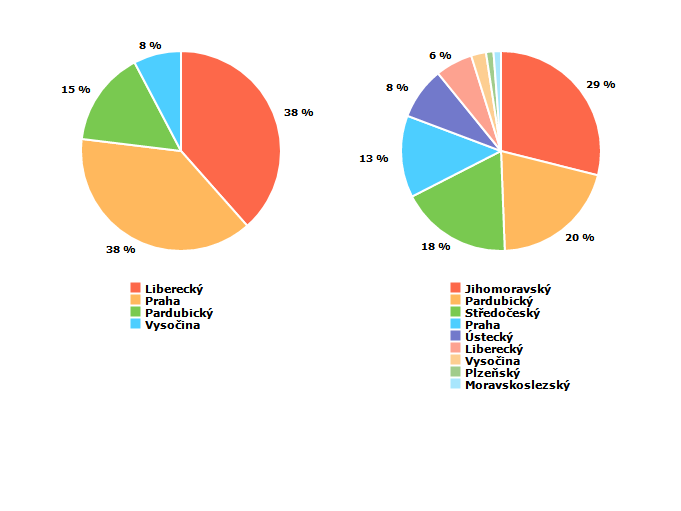 8 %
15 %
38 %
38 %
Liberecký
Praha
Pardubický
Vysočina
6 %
29 %
8 %
13 %
20 %
18 %
Jihomoravský
Pardubický
Středočeský
Praha
Ústecký
Liberecký
Vysočina
Plzeňský
Moravskoslezský